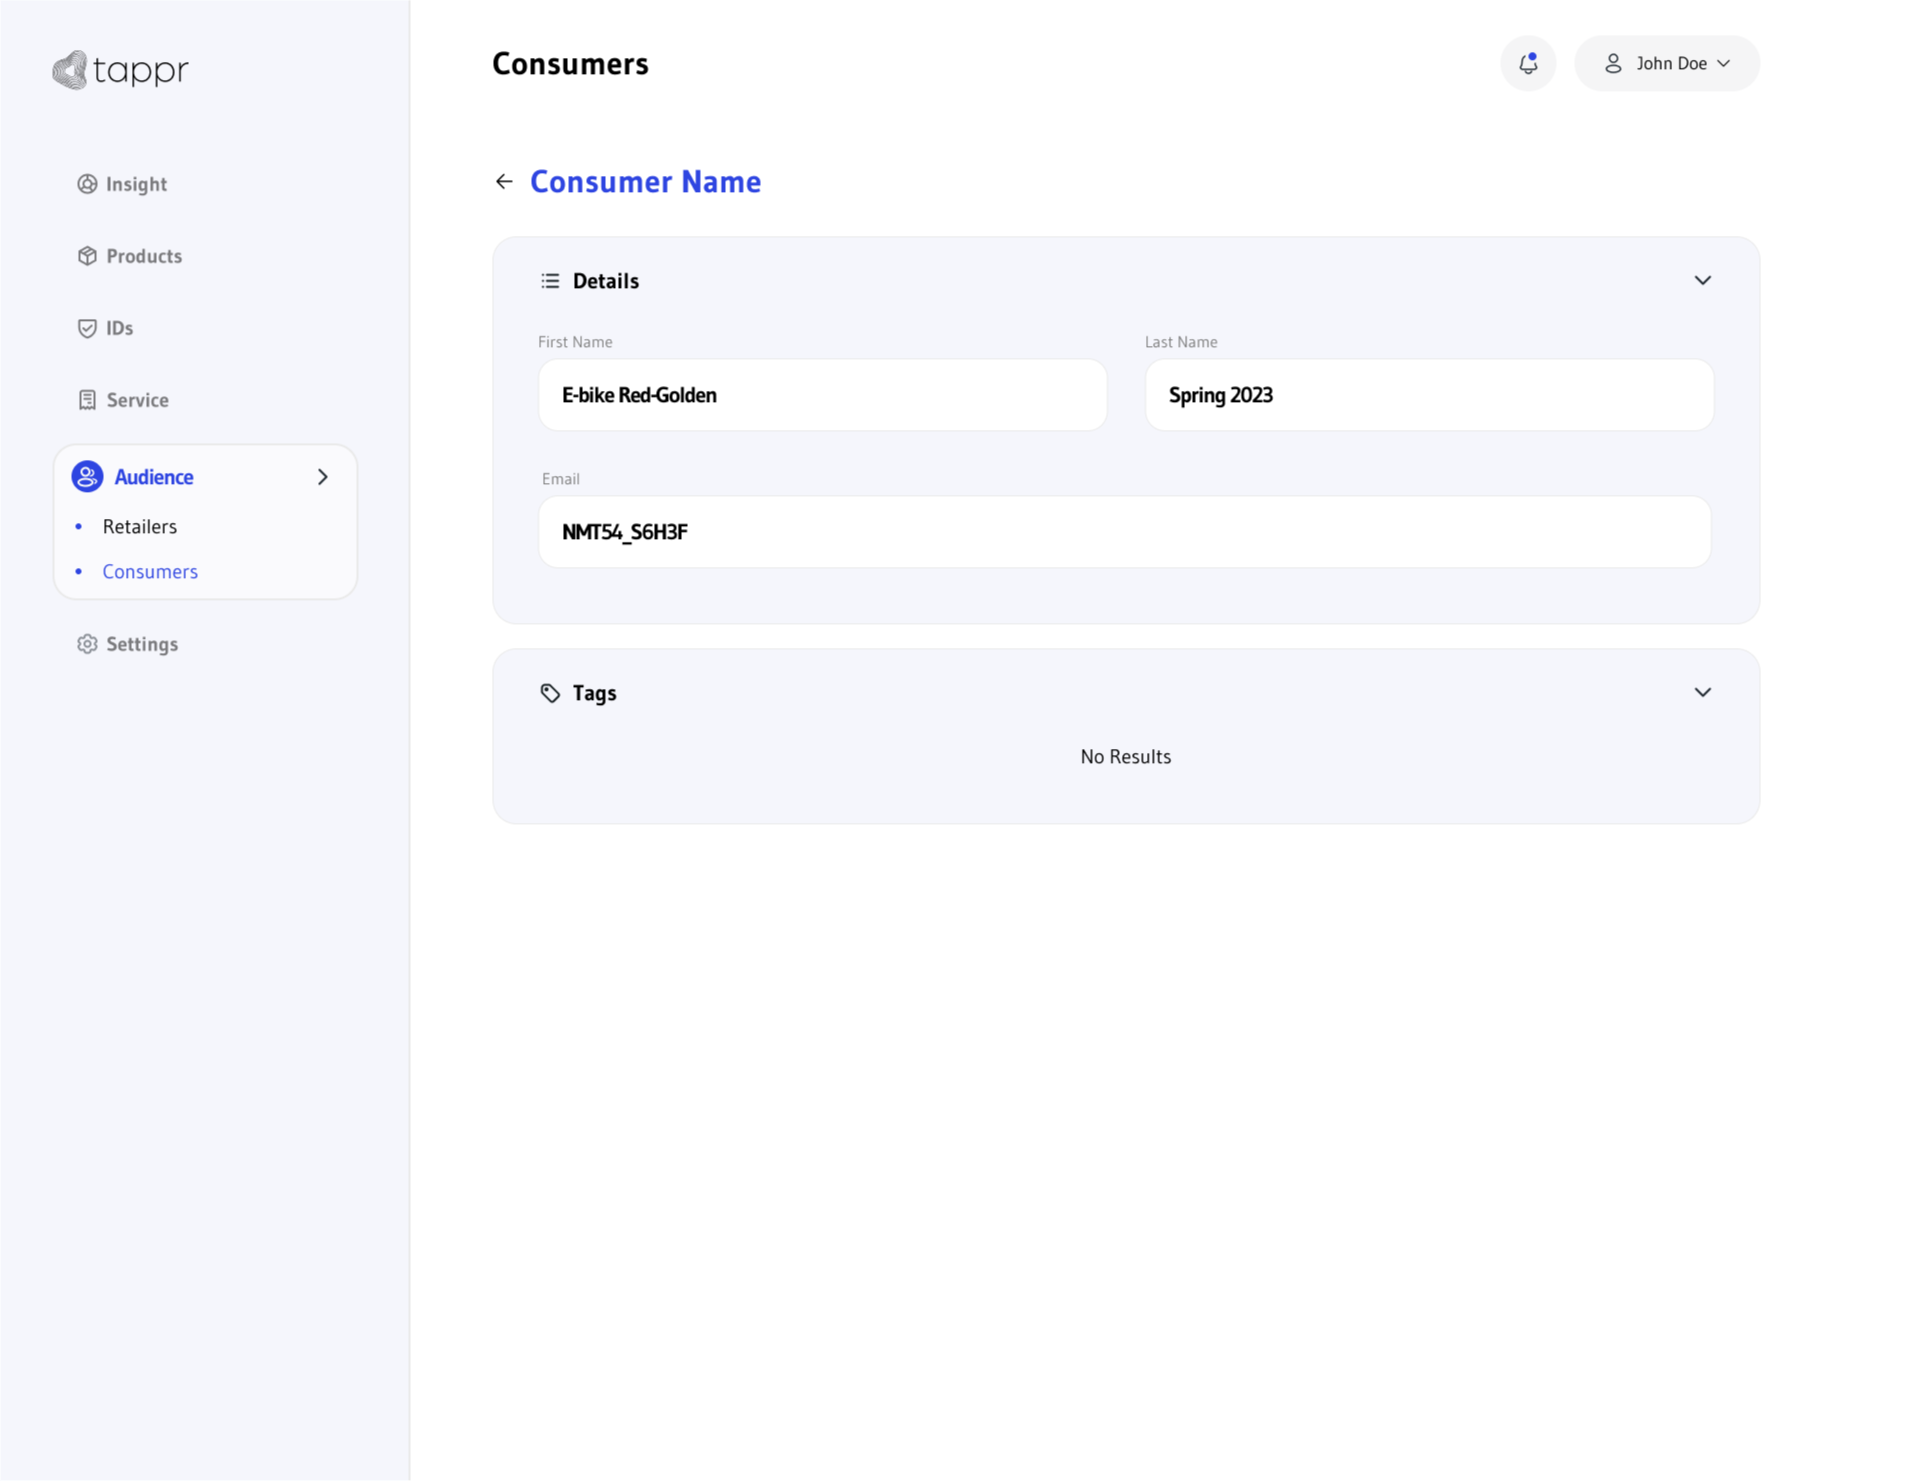 tappr
Insight
Products
IDs
Service
Audience
Retailers
Consumers
Settings
Consumers
John Doe
Consumer Name
Details
First Name
Last Name
E-bike Red-Golden
Spring 2023
Email
NMT54_S6H3F
Tags
No Results